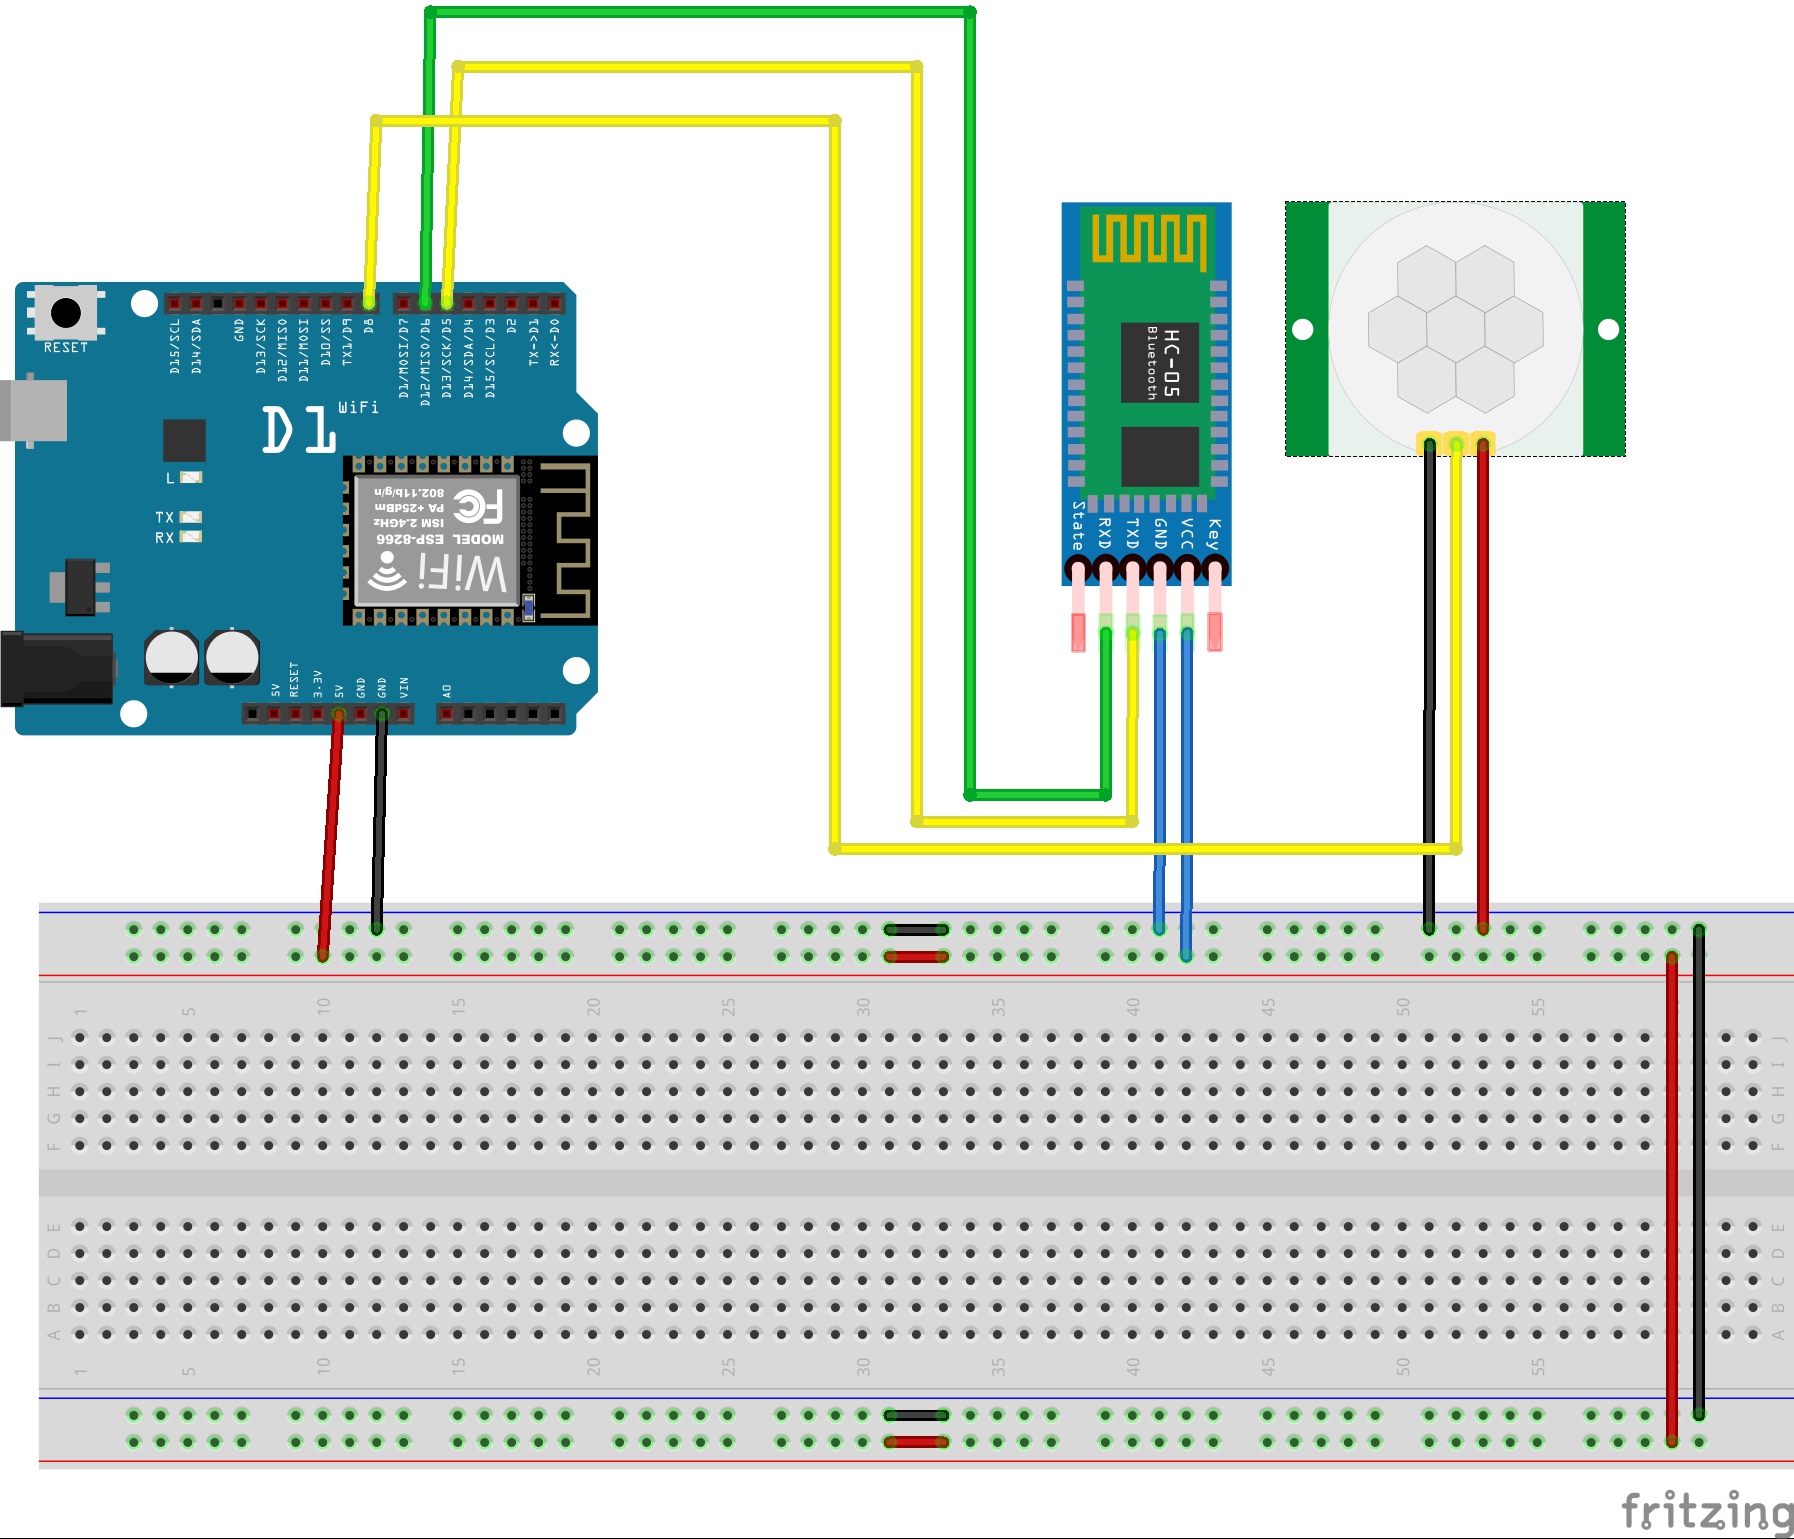 RESET
D15/SCL
D14/SDA
GND
D13/SCK
D12/MISO
D11/MOSI
D10/SS
TX1/D9
D8
D1/MOSI/D7
D12/MISO/D6
D13/SCK/D5
D14/SDA/D4
D15/SCL/D3
D2
TX->D1
RX<-D0
D1 WiFi
L
TX
RX
WiFi
MODEL ESP-8266
ISM 2.4GHz
PA +25dBm
802.11b/g/n
FC
5V
RESET
3.3V
5V
GND
GND
VIN
A0
HC-05
Bluetooth
State
RXD
TXD
GND
VCC
Key
1 5 10 15 20 25 30 35 40 45 50 55
J J
I I
H H
G G
F F
E E
D D
C C
B B
A A
1 5 10 15 20 25 30 35 40 45 50 55
fritzing